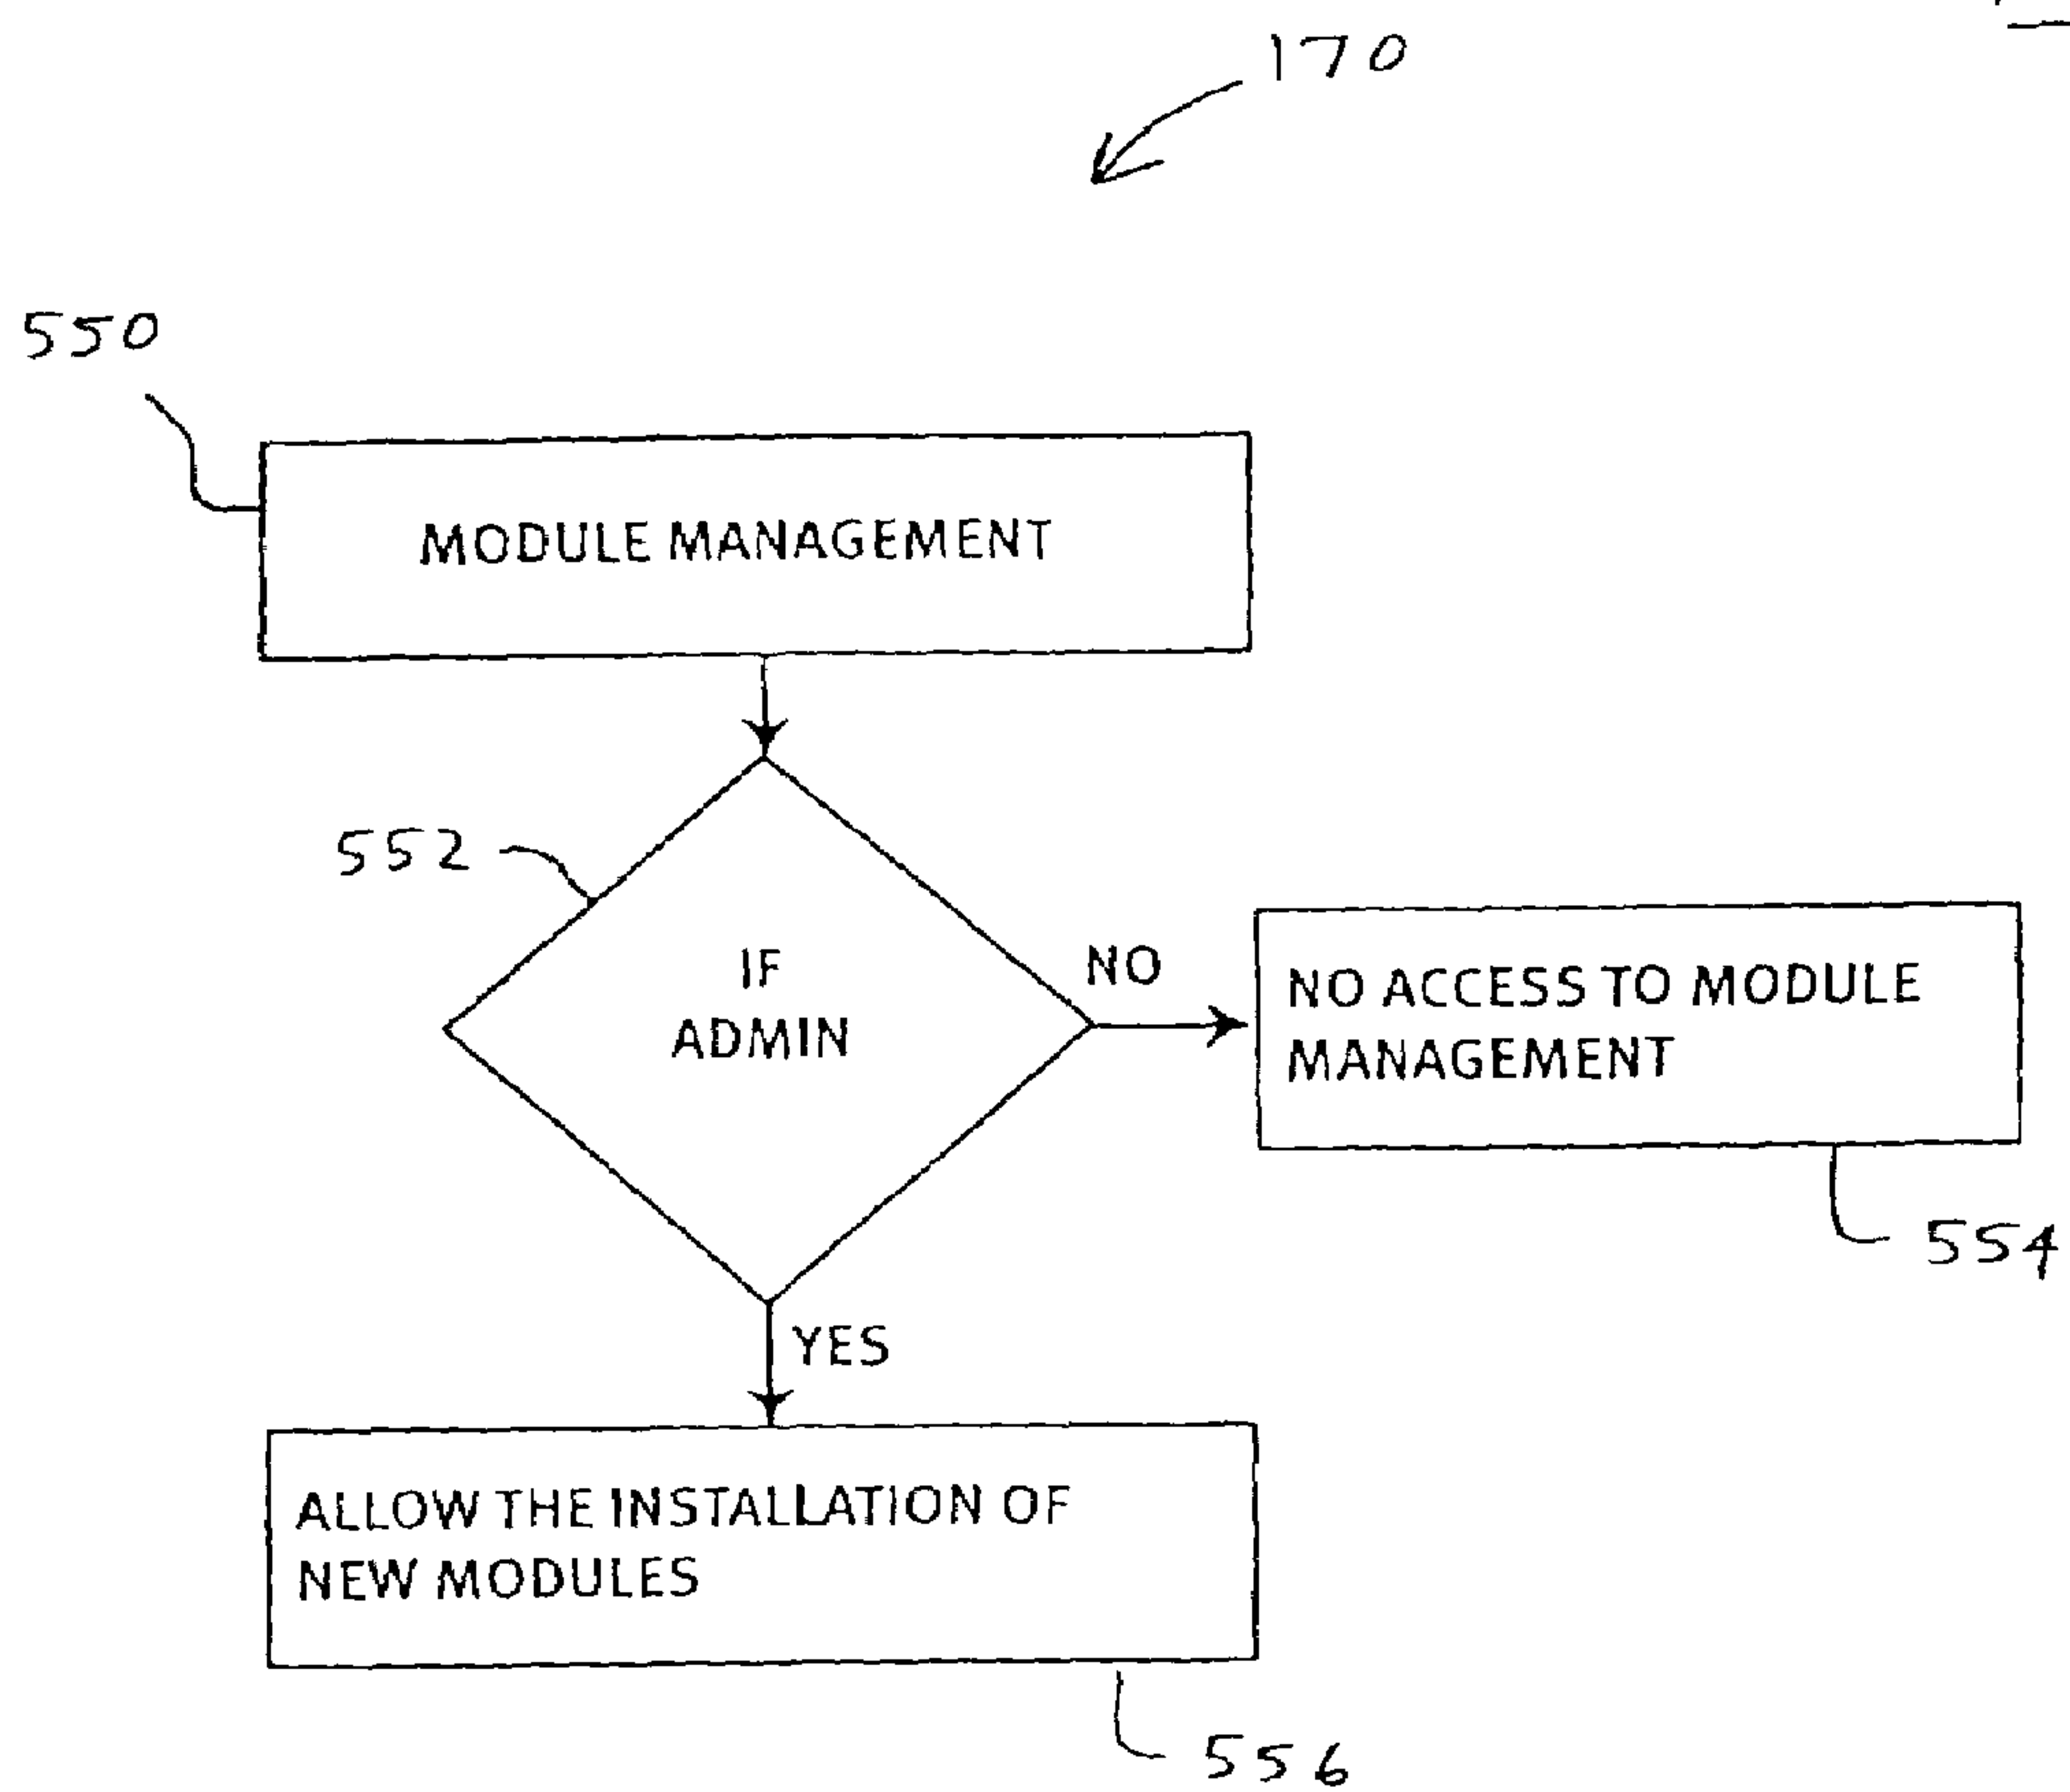 170
550
MODULE MANAGEMENT
552
IF
ADMIN
NO
NO ACCESS TO MODULE
MANAGEMENT
554
YES
ALLOW THE INSTALLATION OF
NEW MODULES
556